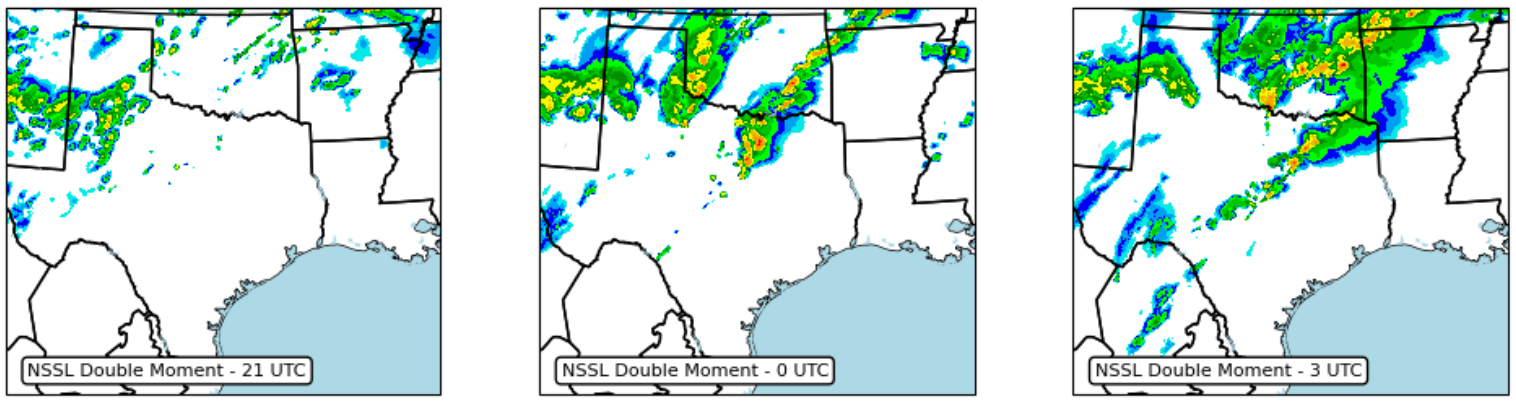 NSSL Double Moment - 21 UTC
NSSL Double Moment - 0 UTC
NSSL Double Moment - 3 UTC